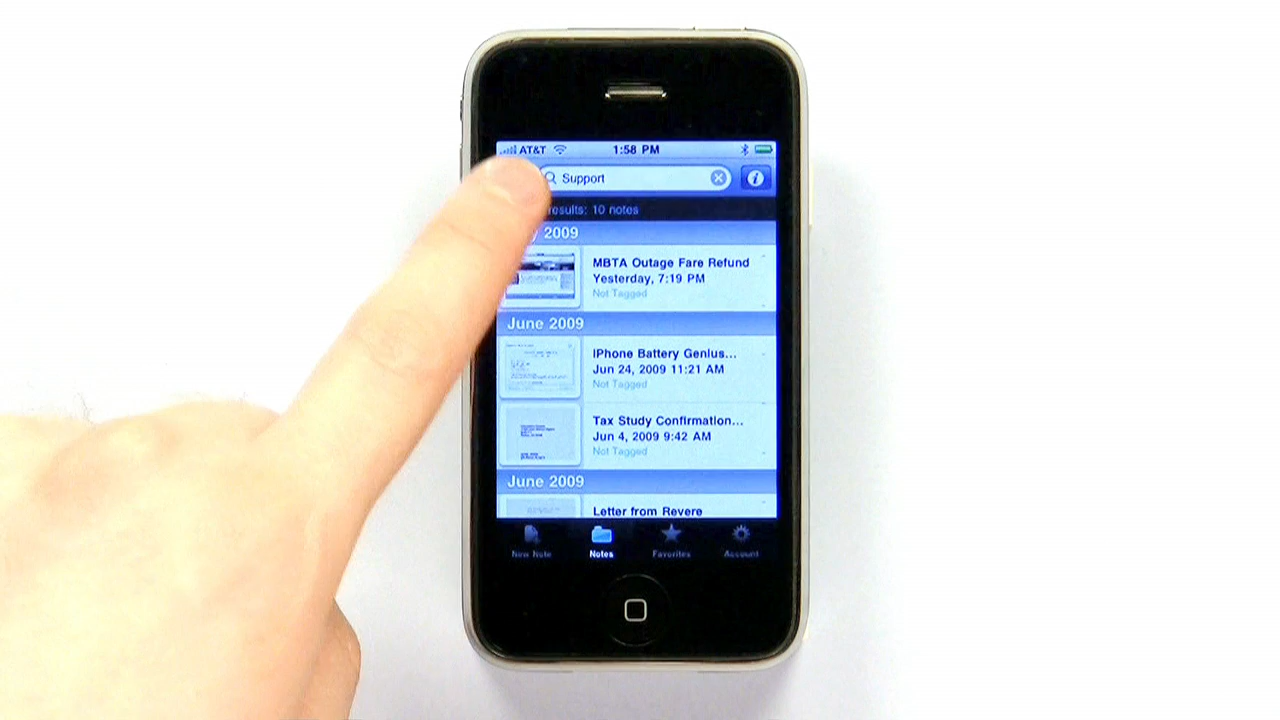 AT&T 1:58 PM
Support
results: 10 notes
2009
MBTA Outage Fare Refund
Yesterday, 7:19 PM
Not Tagged
June 2009
iPhone Battery Genius...
Jun 24, 2009 11:21 AM
Not Tagged
Tax Study Confirmation...
Jun 4, 2009 9:42 AM
Not Tagged
June 2009
Letter from Revere
New Note Notes Favorites Account